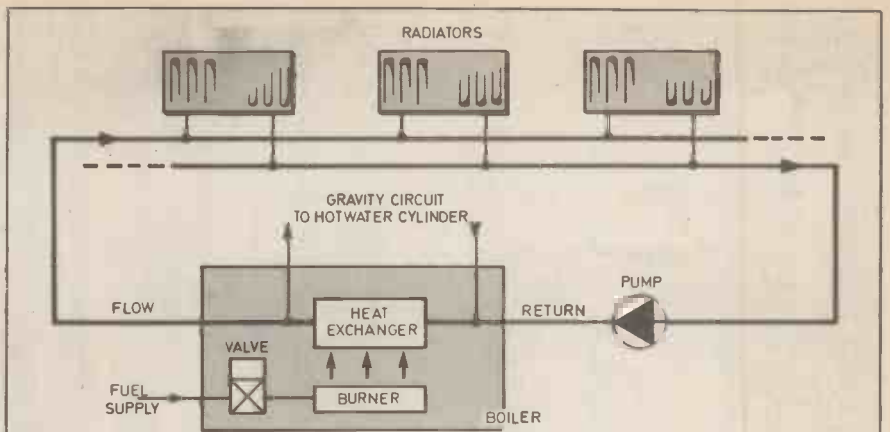 RADIATORS
GRAVITY CIRCUIT
TO HOTWATER CYLINDER
PUMP
FLOW
HEAT
EXCHANGER
RETURN
VALVE
FUEL
SUPPLY
BURNER
BOILER